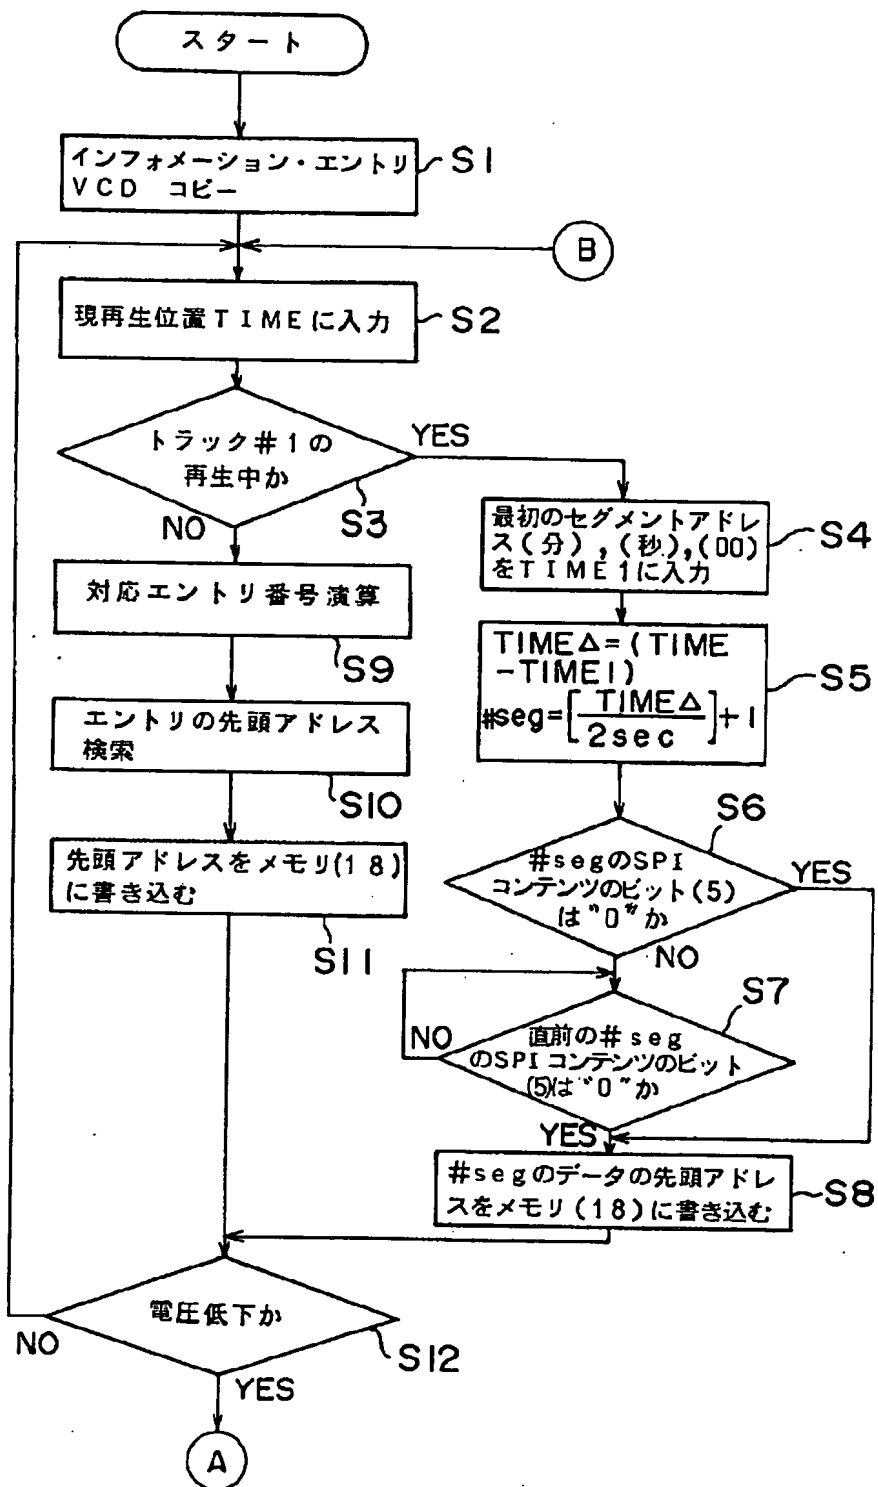 スタート
インフォメーション・エントリ
VCD コピー
S1
B
現再生位置TIMEに入力
S2
トラック#1の
再生中か
YES
S3
NO
最初のセグメントアドレ
ス(分),(秒),(00)
をTIME1に入力
S4
対応エントリ番号演算
S9
TIMEΔ=(TIME
-TIME1)
#seg=[TIMEΔ/2sec]+1
S5
エントリの先頭アドレス
検索
S10
#segのSPI
コンテンツのビット(5)
は"0"か
S6
YES
NO
先頭アドレスをメモリ(18)
に書き込む
S11
直前の#seg
のSPIコンテンツのビット
(5)は"0"か
S7
NO
YES
#segのデータの先頭アドレ
スをメモリ(18)に書き込む
S8
電圧低下か
S12
NO
YES
A